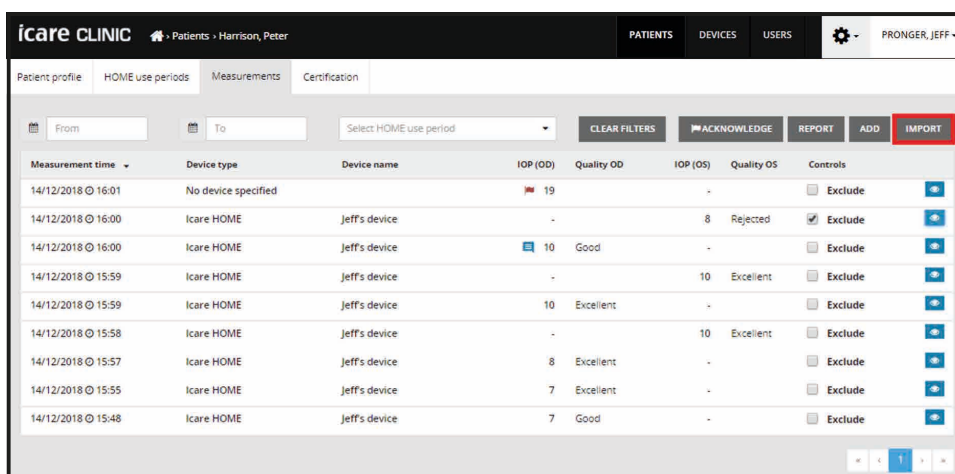 icare CLINIC › Patients › Harrison, Peter PATIENTS DEVICES USERS PRONGER, JEFF
Patient profile HOME use periods Measurements Certification
From To Select HOME use period CLEAR FILTERS ACKNOWLEDGE REPORT ADD IMPORT
Measurement time Device type Device name IOP (OD) Quality OD IOP (OS) Quality OS Controls
14/12/2018 16:01 No device specified 19 - Exclude
14/12/2018 16:00 Icare HOME Jeff's device - 8 Rejected Exclude
14/12/2018 16:00 Icare HOME Jeff's device 10 Good - Exclude
14/12/2018 15:59 Icare HOME Jeff's device - 10 Excellent Exclude
14/12/2018 15:59 Icare HOME Jeff's device 10 Excellent - Exclude
14/12/2018 15:58 Icare HOME Jeff's device - 10 Excellent Exclude
14/12/2018 15:57 Icare HOME Jeff's device 8 Excellent - Exclude
14/12/2018 15:55 Icare HOME Jeff's device 7 Excellent - Exclude
14/12/2018 15:48 Icare HOME Jeff's device 7 Good - Exclude
« ‹ 1 › »